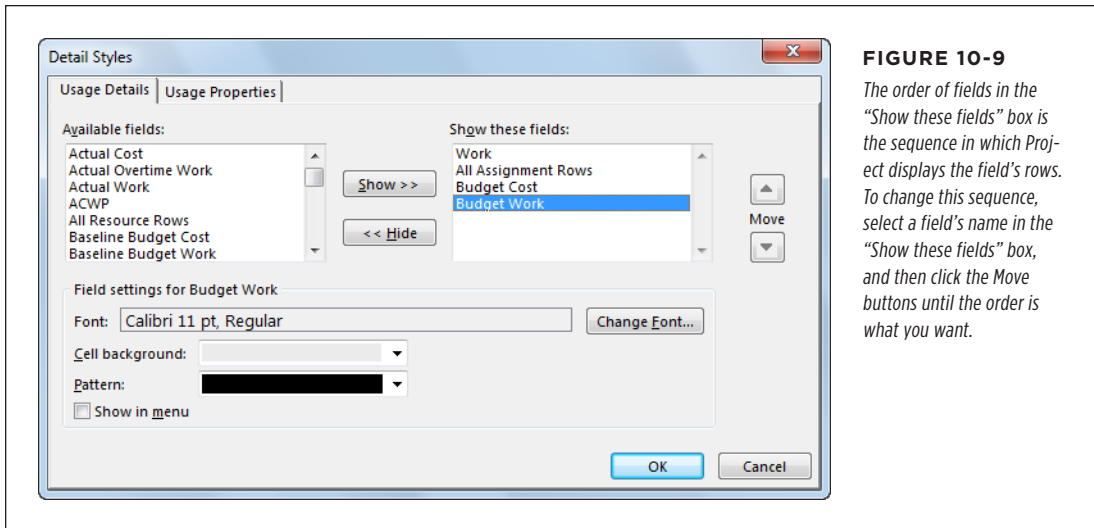 Detail Styles
Usage Details
Usage Properties
Available fields:
Actual Cost
Actual Overtime Work
Actual Work
ACWP
All Resource Rows
Baseline Budget Cost
Baseline Budget Work
Show >>
<< Hide
Show these fields:
Work
All Assignment Rows
Budget Cost
Budget Work
Move
Field settings for Budget Work
Font: Calibri 11 pt, Regular
Change Font...
Cell background:
Pattern:
Show in menu
OK
Cancel
FIGURE 10-9
The order of fields in the
“Show these fields” box is
the sequence in which Proj-
ect displays the field’s rows.
To change this sequence,
select a field’s name in the
“Show these fields” box,
and then click the Move
buttons until the order is
what you want.